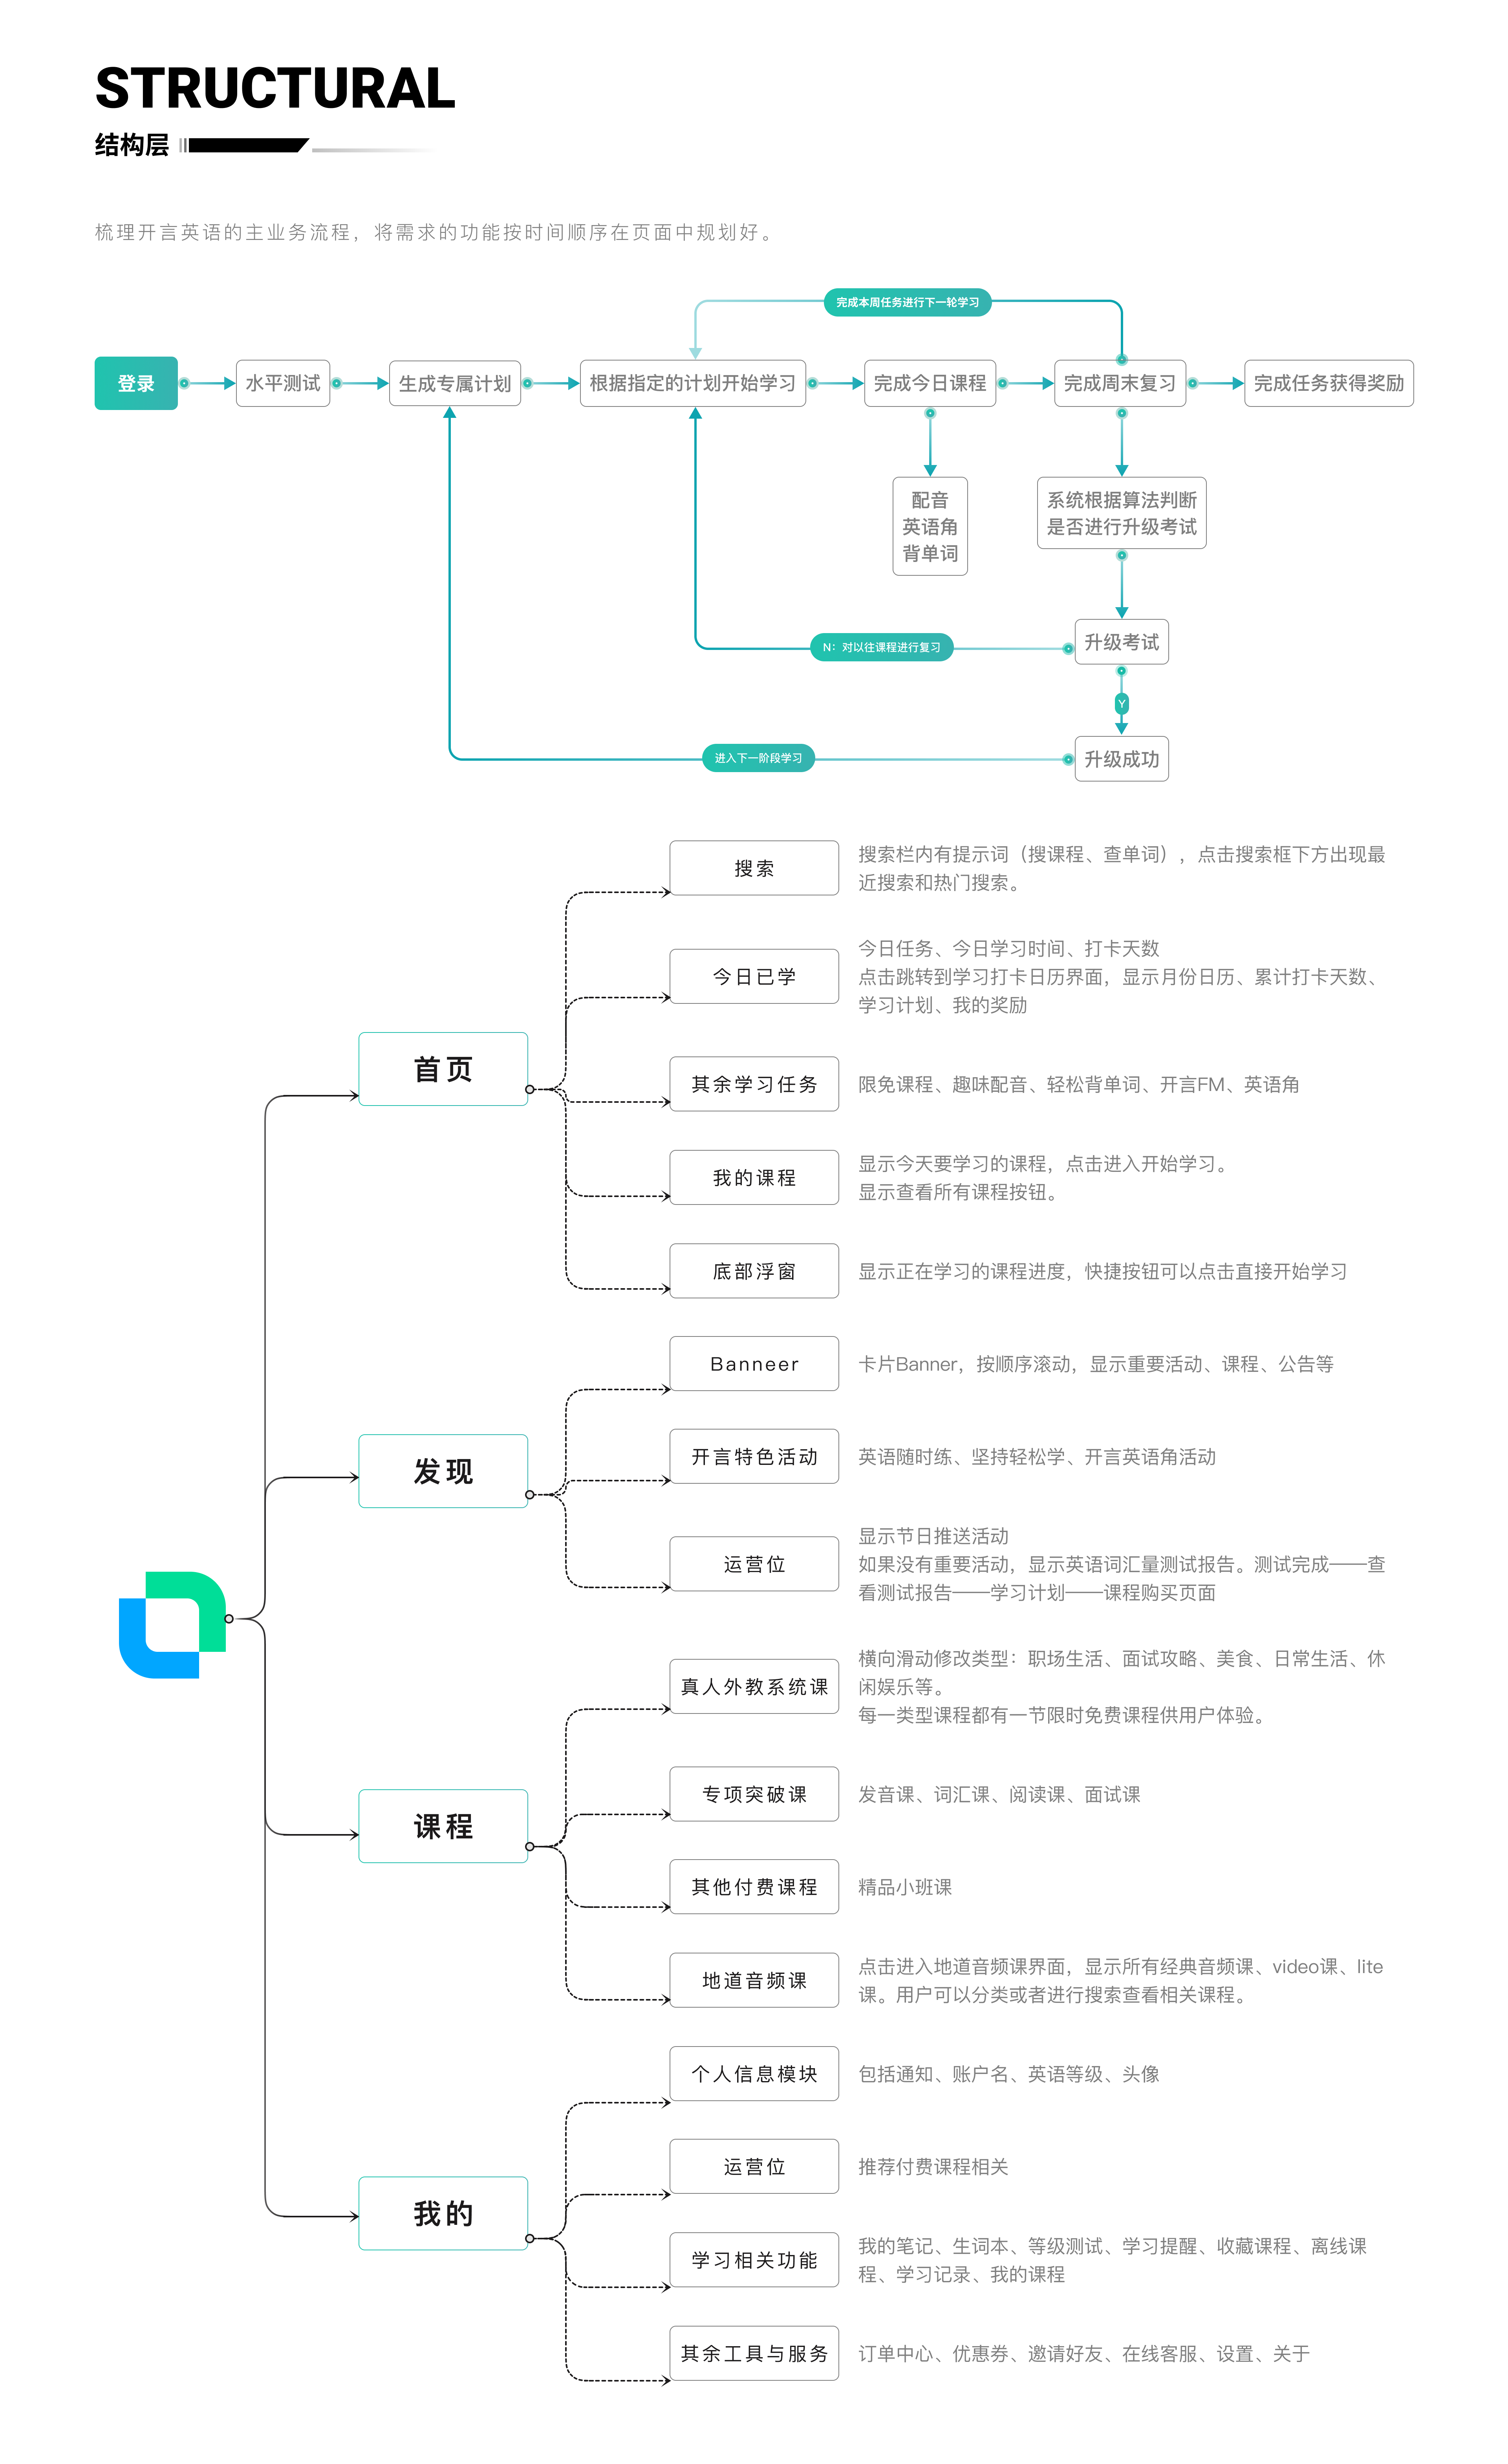 STRUCTURAL
结构层
梳理开言英语的主业务流程，将需求的功能按时间顺序在页面中规划好。
完成本周任务进行下一轮学习
登录
水平测试
生成专属计划
根据指定的计划开始学习
完成今日课程
完成周末复习
完成任务获得奖励
配音
英语角
背单词
系统根据算法判断
是否进行升级考试
升级考试
N：对以往课程进行复习
Y
升级成功
进入下一阶段学习
首页
搜索
搜索栏内有提示词（搜课程、查单词），点击搜索框下方出现最
近搜索和热门搜索。
今日已学
今日任务、今日学习时间、打卡天数
点击跳转到学习打卡日历界面，显示月份日历、累计打卡天数、
学习计划、我的奖励
其余学习任务
限免课程、趣味配音、轻松背单词、开言FM、英语角
我的课程
显示今天要学习的课程，点击进入开始学习。
显示查看所有课程按钮。
底部浮窗
显示正在学习的课程进度，快捷按钮可以点击直接开始学习
发现
Banneer
卡片Banner，按顺序滚动，显示重要活动、课程、公告等
开言特色活动
英语随时练、坚持轻松学、开言英语角活动
运营位
显示节日推送活动
如果没有重要活动，显示英语词汇量测试报告。测试完成——查
看测试报告——学习计划——课程购买页面
课程
真人外教系统课
横向滑动修改类型：职场生活、面试攻略、美食、日常生活、休
闲娱乐等。
每一类型课程都有一节限时免费课程供用户体验。
专项突破课
发音课、词汇课、阅读课、面试课
其他付费课程
精品小班课
地道音频课
点击进入地道音频课界面，显示所有经典音频课、video课、lite
课。用户可以分类或者进行搜索查看相关课程。
我的
个人信息模块
包括通知、账户名、英语等级、头像
运营位
推荐付费课程相关
学习相关功能
我的笔记、生词本、等级测试、学习提醒、收藏课程、离线课
程、学习记录、我的课程
其余工具与服务
订单中心、优惠券、邀请好友、在线客服、设置、关于